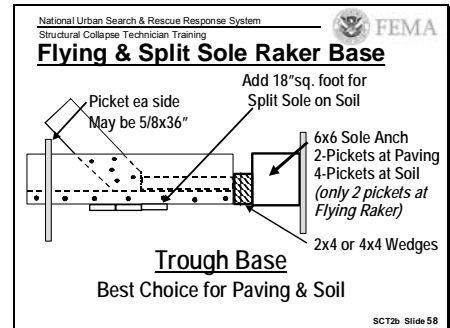 National Urban Search & Rescue Response System
Structural Collapse Technician Training
FEMA
Flying & Split Sole Raker Base
Add 18"sq. foot for
Split Sole on Soil
Picket ea side
May be 5/8x36"
6x6 Sole Anch
2-Pickets at Paving
4-Pickets at Soil
(only 2 pickets at
Flying Raker)
2x4 or 4x4 Wedges
Trough Base
Best Choice for Paving & Soil
SCT2b Slide 58